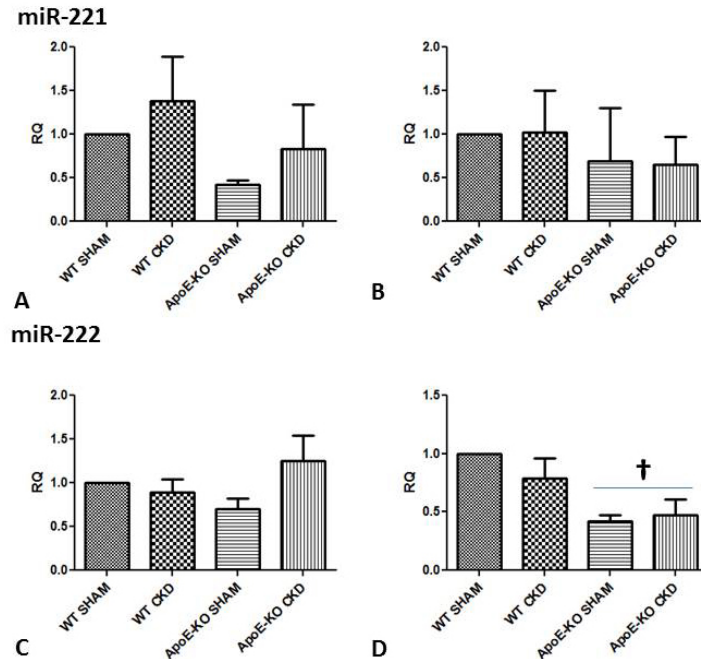 miR-221
2.0
1.5
1.0
0.5
0.0
RQ
WT SHAM
WT CKD
ApoE-KO SHAM
ApoE-KO CKD
A
2.0
1.5
1.0
0.5
0.0
RQ
WT SHAM
WT CKD
ApoE-KO SHAM
ApoE-KO CKD
B
miR-222
2.0
1.5
1.0
0.5
0.0
RQ
WT SHAM
WT CKD
ApoE-KO SHAM
ApoE-KO CKD
C
1.5
1.0
0.5
0.0
RQ
†
WT SHAM
WT CKD
ApoE-KO SHAM
ApoE-KO CKD
D